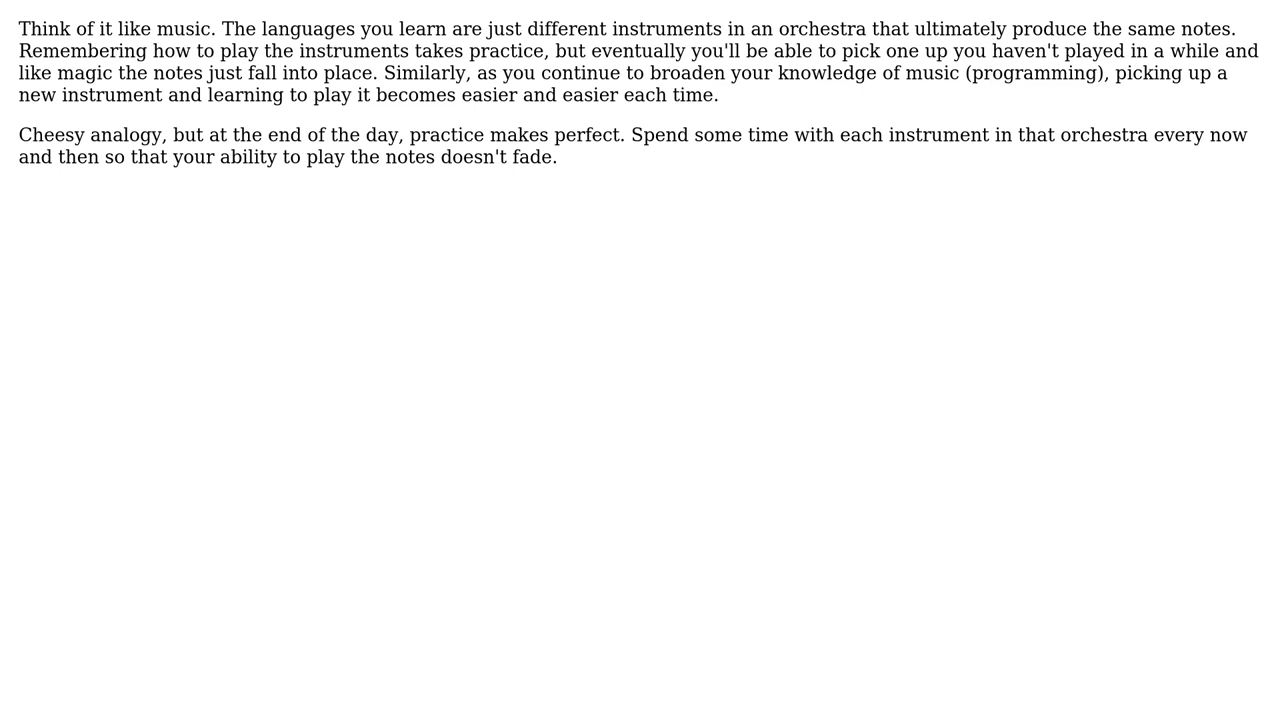 Think of it like music. The languages you learn are just different instruments in an orchestra that ultimately produce the same notes.
Remembering how to play the instruments takes practice, but eventually you'll be able to pick one up you haven't played in a while and
like magic the notes just fall into place. Similarly, as you continue to broaden your knowledge of music (programming), picking up a
new instrument and learning to play it becomes easier and easier each time.
Cheesy analogy, but at the end of the day, practice makes perfect. Spend some time with each instrument in that orchestra every now
and then so that your ability to play the notes doesn't fade.